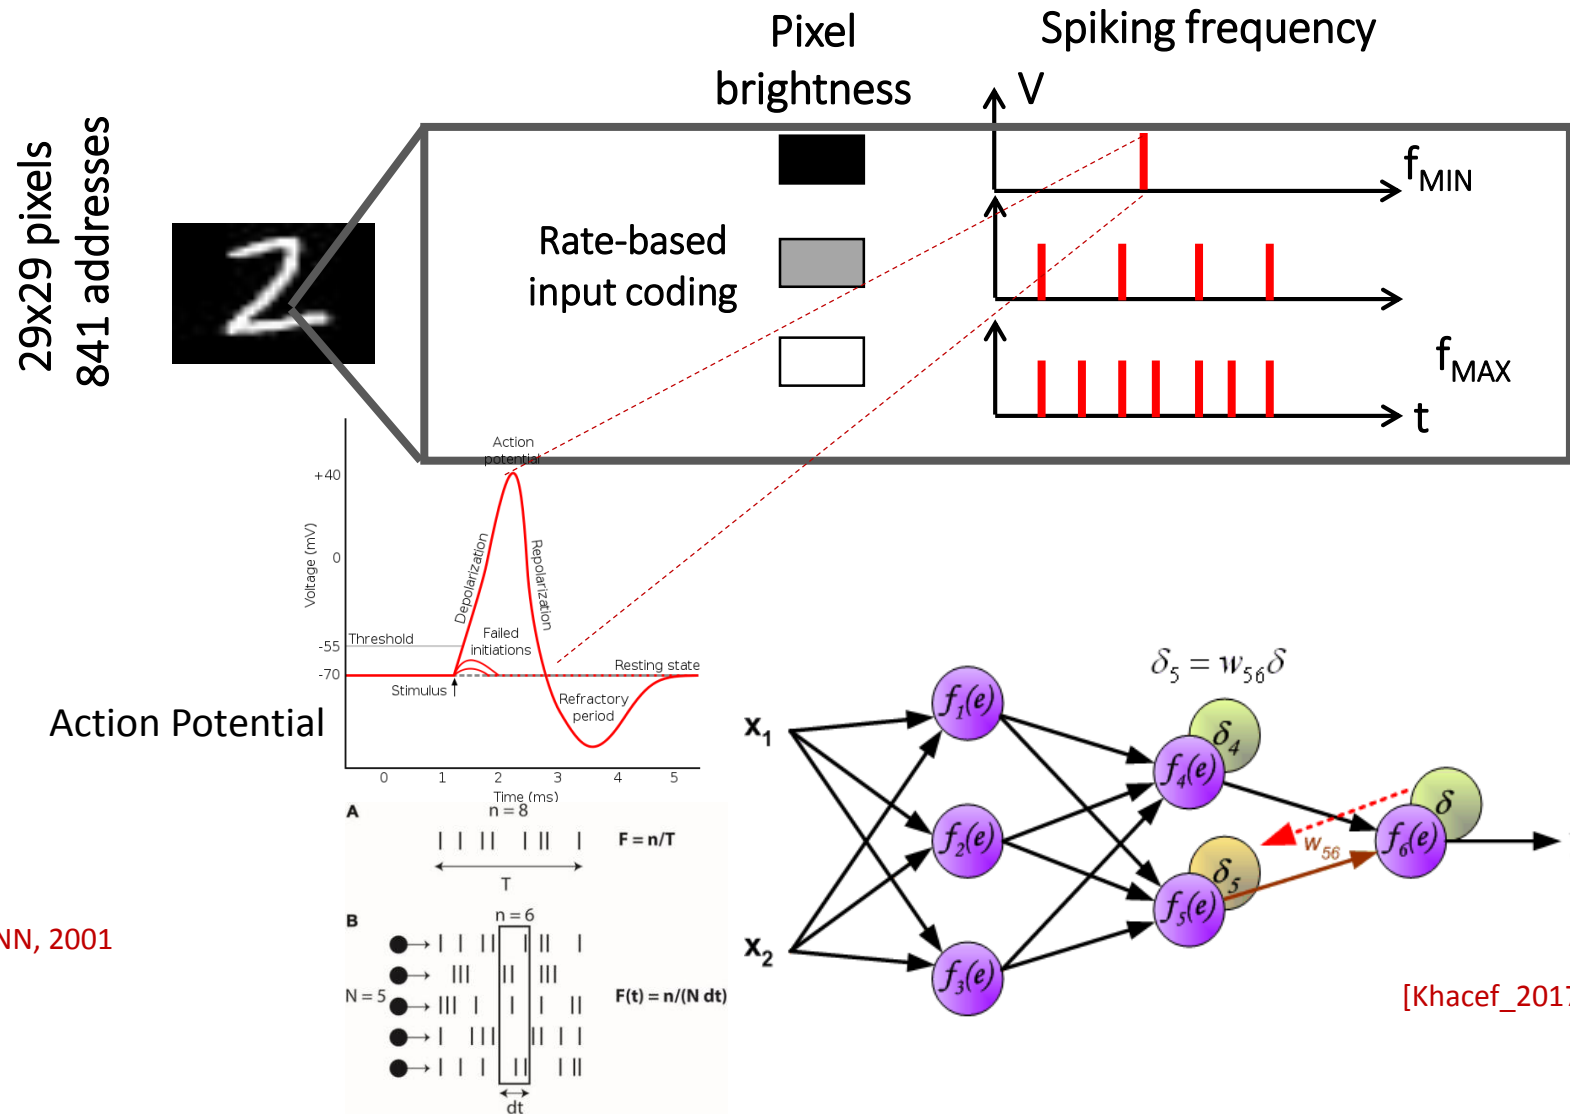 Pixel
brightness
Spiking frequency
29x29 pixels
841 addresses
V
fMIN
Rate-based
input coding
fMAX
t
Action
potential
+40
0
-55
-70
Voltage (mV)
Depolarization
Repolarization
Threshold
Failed
initiations
Stimulus
Resting state
Refractory
period
0 1 2 3 4 5
Time (ms)
Action Potential
A
n = 8
F = n/T
T
B
n = 6
N = 5
F(t) = n/(N dt)
dt
NN, 2001
δ5 = w56δ
x1
x2
f1(e)
f2(e)
f3(e)
f4(e)
δ4
f5(e)
δ5
w56
f6(e)
δ
[Khacef_2017